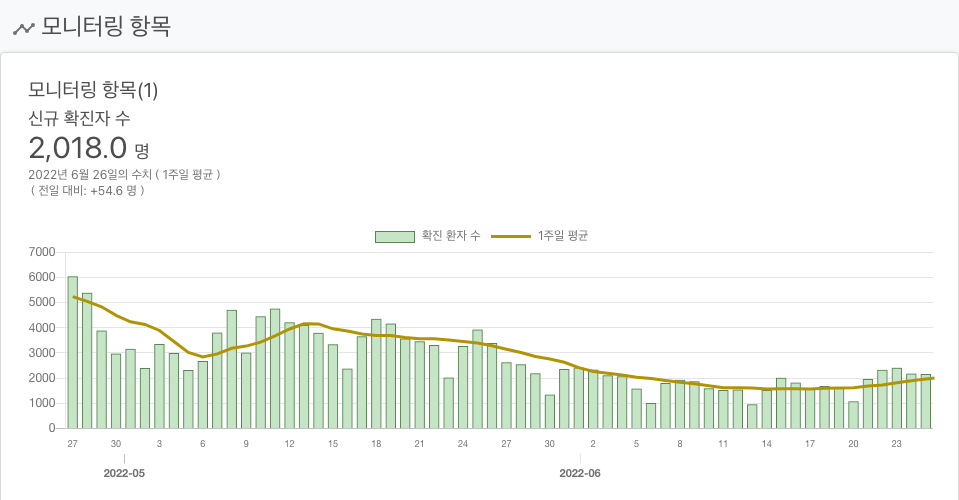 모니터링 항목
모니터링 항목(1)
신규 확진자 수
2,018.0 명
2022년 6월 26일의 수치 ( 1주일 평균 )
( 전일 대비: +54.6 명 )
확진 환자 수 1주일 평균
7000
6000
5000
4000
3000
2000
1000
0
27 30 3 6 9 12 15 18 21 24 27 30 2 5 8 11 14 17 20 23
2022-05 2022-06